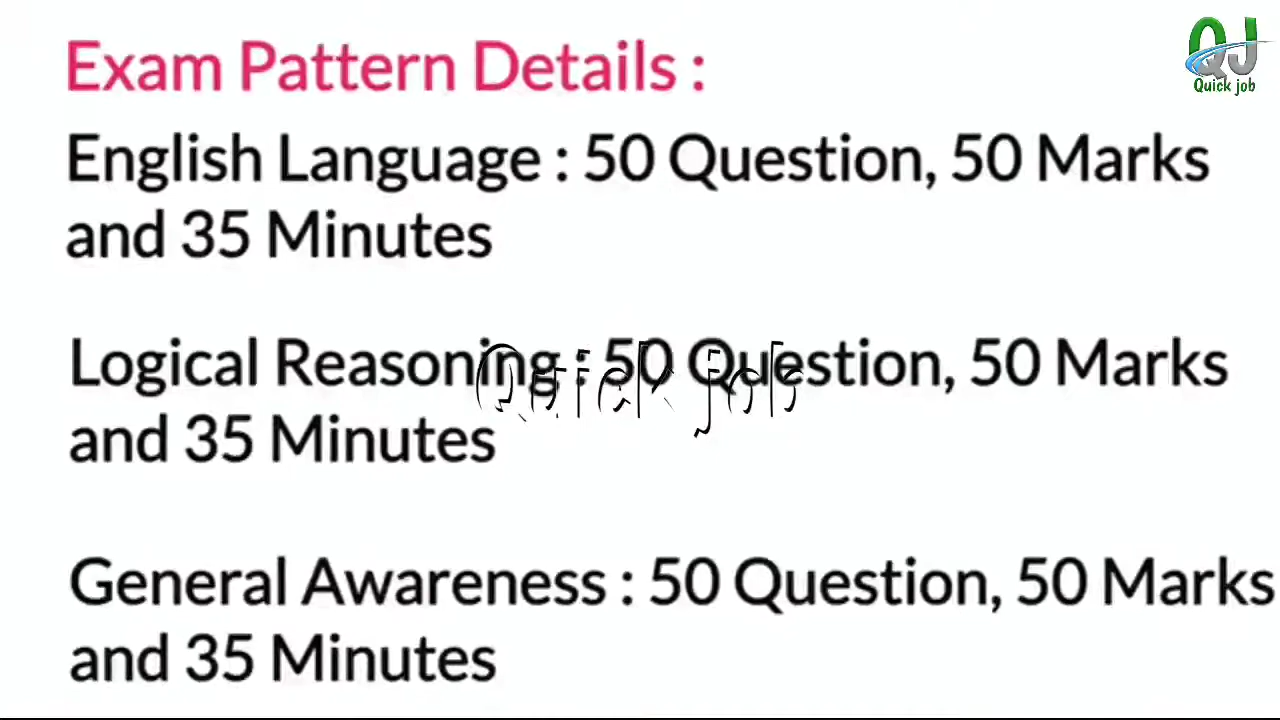 QJ
Quick job
Exam Pattern Details :
English Language : 50 Question, 50 Marks
and 35 Minutes
Logical Reasoning : 50 Question, 50 Marks
Quick job
and 35 Minutes
General Awareness : 50 Question, 50 Marks
and 35 Minutes